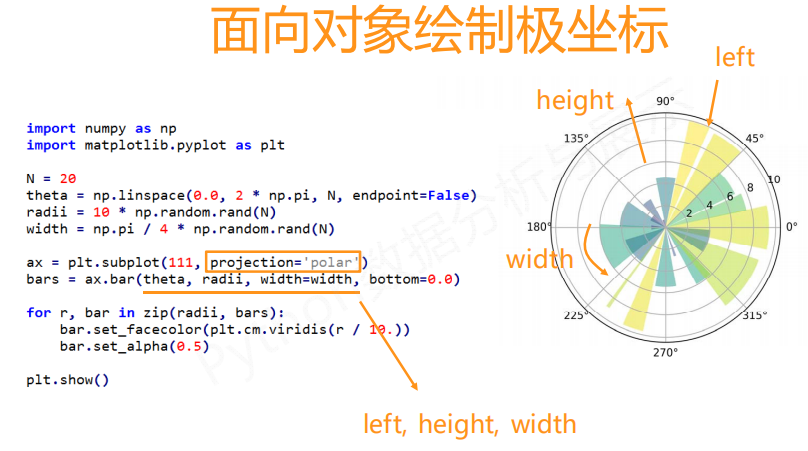 面向对象绘制极坐标
import numpy as np
import matplotlib.pyplot as plt
N = 20
theta = np.linspace(0.0, 2 * np.pi, N, endpoint=False)
radii = 10 * np.random.rand(N)
width = np.pi / 4 * np.random.rand(N)
ax = plt.subplot(111, projection='polar')
bars = ax.bar(theta, radii, width=width, bottom=0.0)
for r, bar in zip(radii, bars):
    bar.set_facecolor(plt.cm.viridis(r / 10.))
    bar.set_alpha(0.5)
plt.show()
left, height, width
left
height
width
90°
135°
45°
180°
0°
225°
315°
270°
2
4
6
8
10